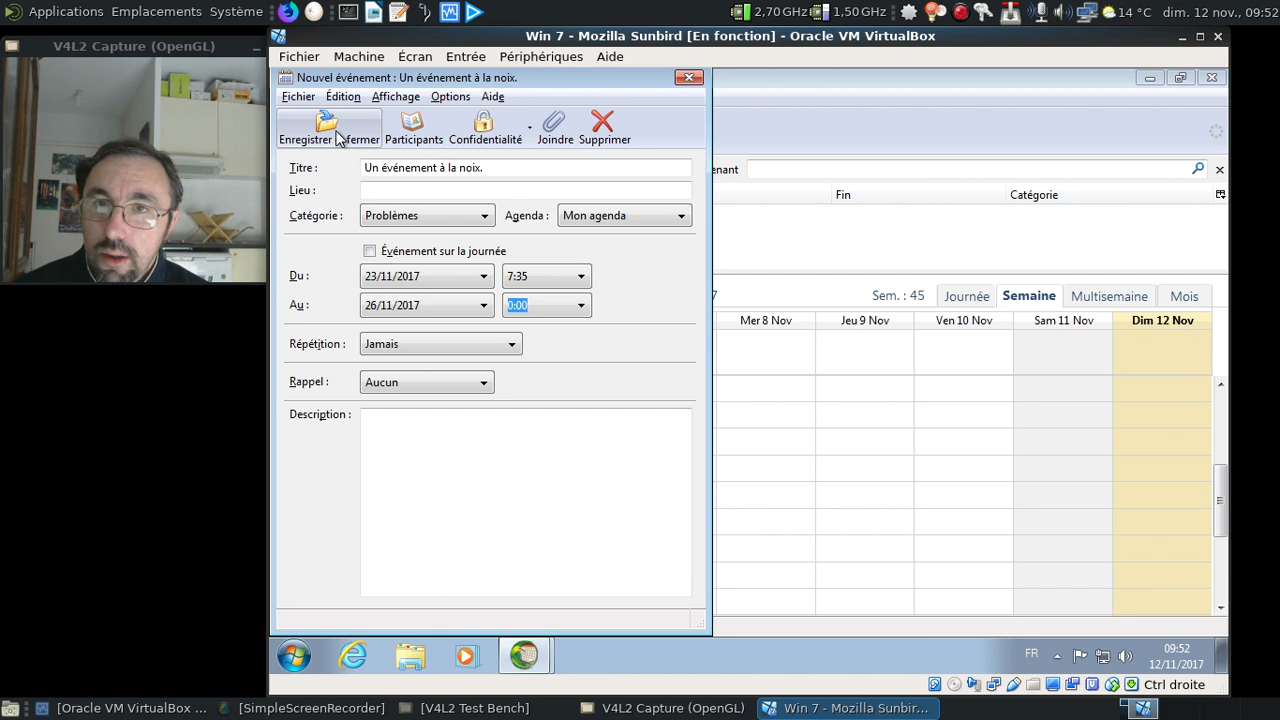 Applications Emplacements Système 2,70 GHz 1,50 GHz 14 °C dim. 12 nov., 09:52
V4L2 Capture (OpenGL)
Win 7 - Mozilla Sunbird [En fonction] - Oracle VM VirtualBox
Fichier Machine Écran Entrée Périphériques Aide
Nouvel événement : Un événement à la noix.
Fichier Édition Affichage Options Aide
Enregistrer fermer Participants Confidentialité Joindre Supprimer
Titre : Un événement à la noix.
Lieu :
Catégorie : Problèmes Agenda : Mon agenda
Événement sur la journée
Du : 23/11/2017 7:35
Au : 26/11/2017 0:00
Répétition : Jamais
Rappel : Aucun
Description :
enant
Fin Catégorie
7 Sem. : 45 Journée Semaine Multisemaine Mois
Mer 8 Nov Jeu 9 Nov Ven 10 Nov Sam 11 Nov Dim 12 Nov
FR 09:52
12/11/2017
Ctrl droite
[Oracle VM VirtualBox ... [SimpleScreenRecorder] [V4L2 Test Bench] V4L2 Capture (OpenGL) Win 7 - Mozilla Sunbir...